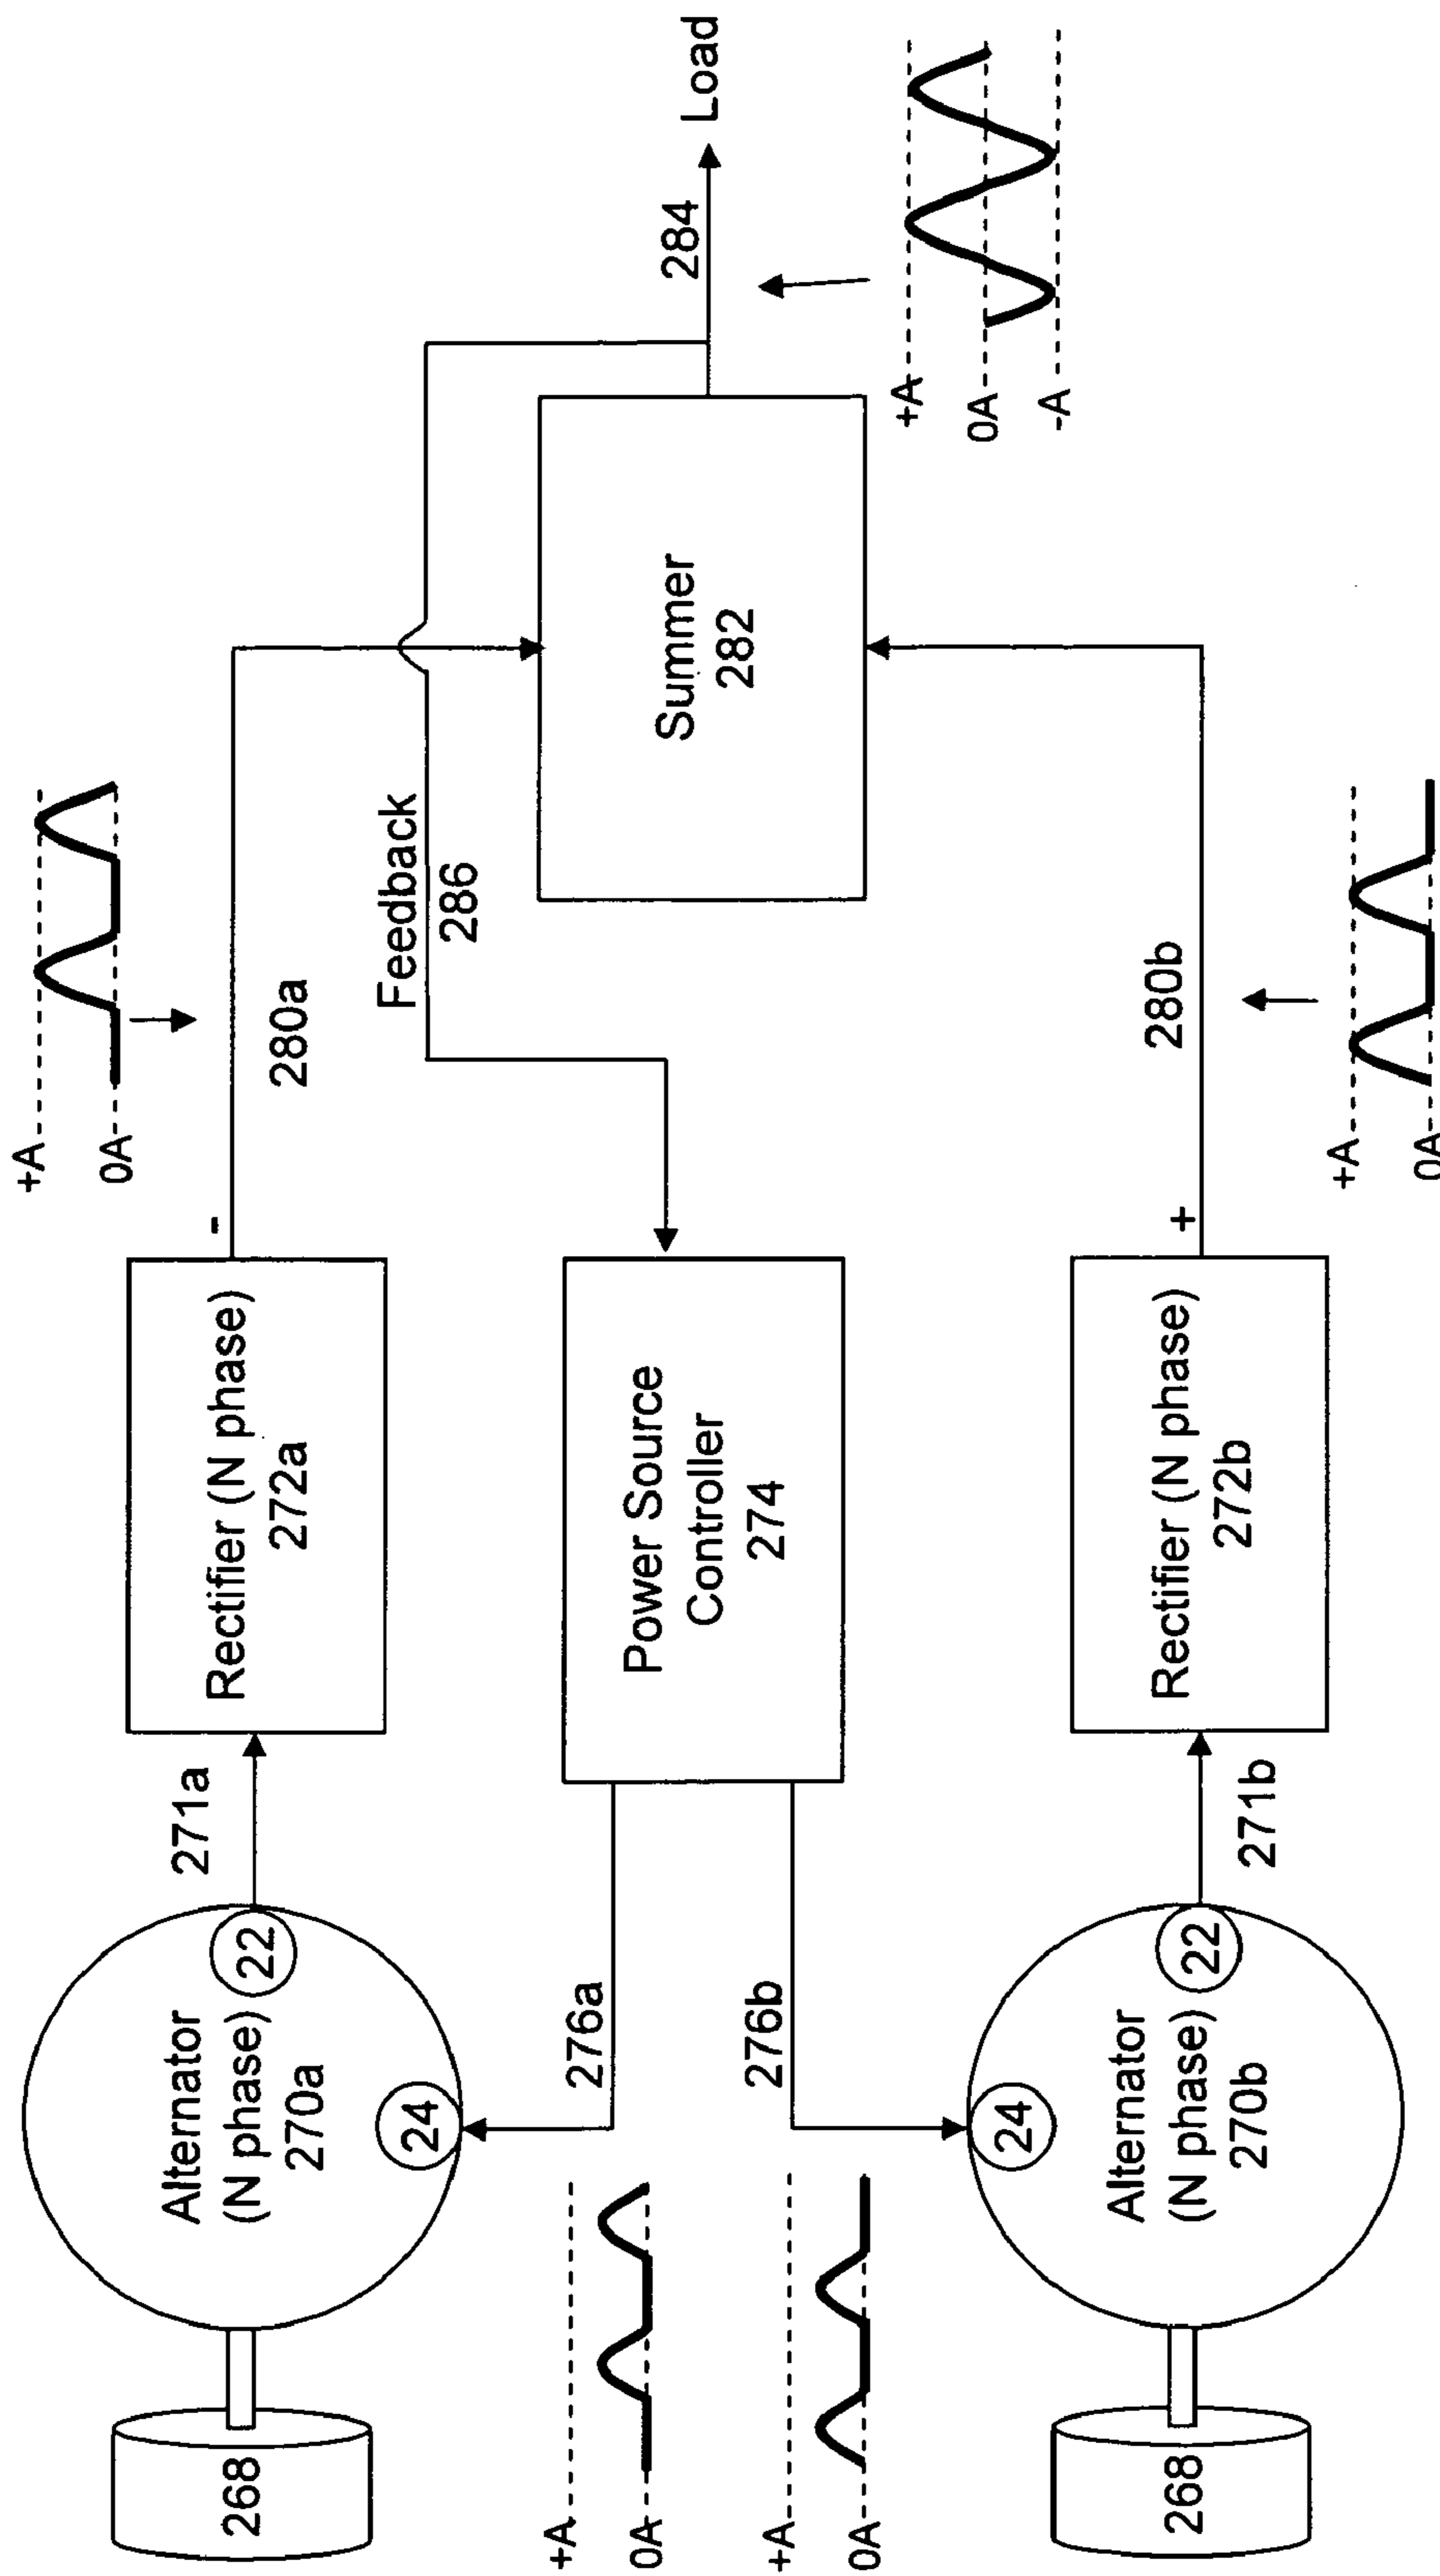 +A
0A
-
280a
Rectifier (N phase)
272a
271a
22
Alternator
(N phase)
270a
24
268
Feedback
286
Summer
282
284
Load
+A
0A
-A
Power Source
Controller
274
276a
276b
+A
0A
+A
0A
268
24
Alternator
(N phase)
270b
22
271b
Rectifier (N phase)
272b
+
280b
+A
0A